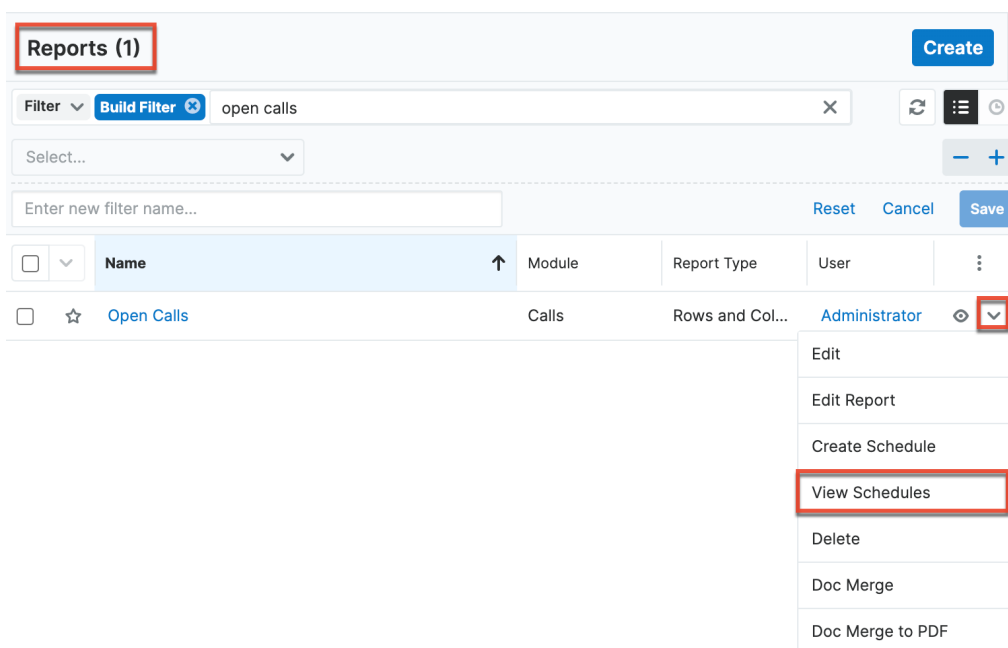 Reports (1)
Create
Filter
Build Filter
open calls
Select...
Enter new filter name...
Reset
Cancel
Save
Name
Module
Report Type
User
Open Calls
Calls
Rows and Col...
Administrator
Edit
Edit Report
Create Schedule
View Schedules
Delete
Doc Merge
Doc Merge to PDF